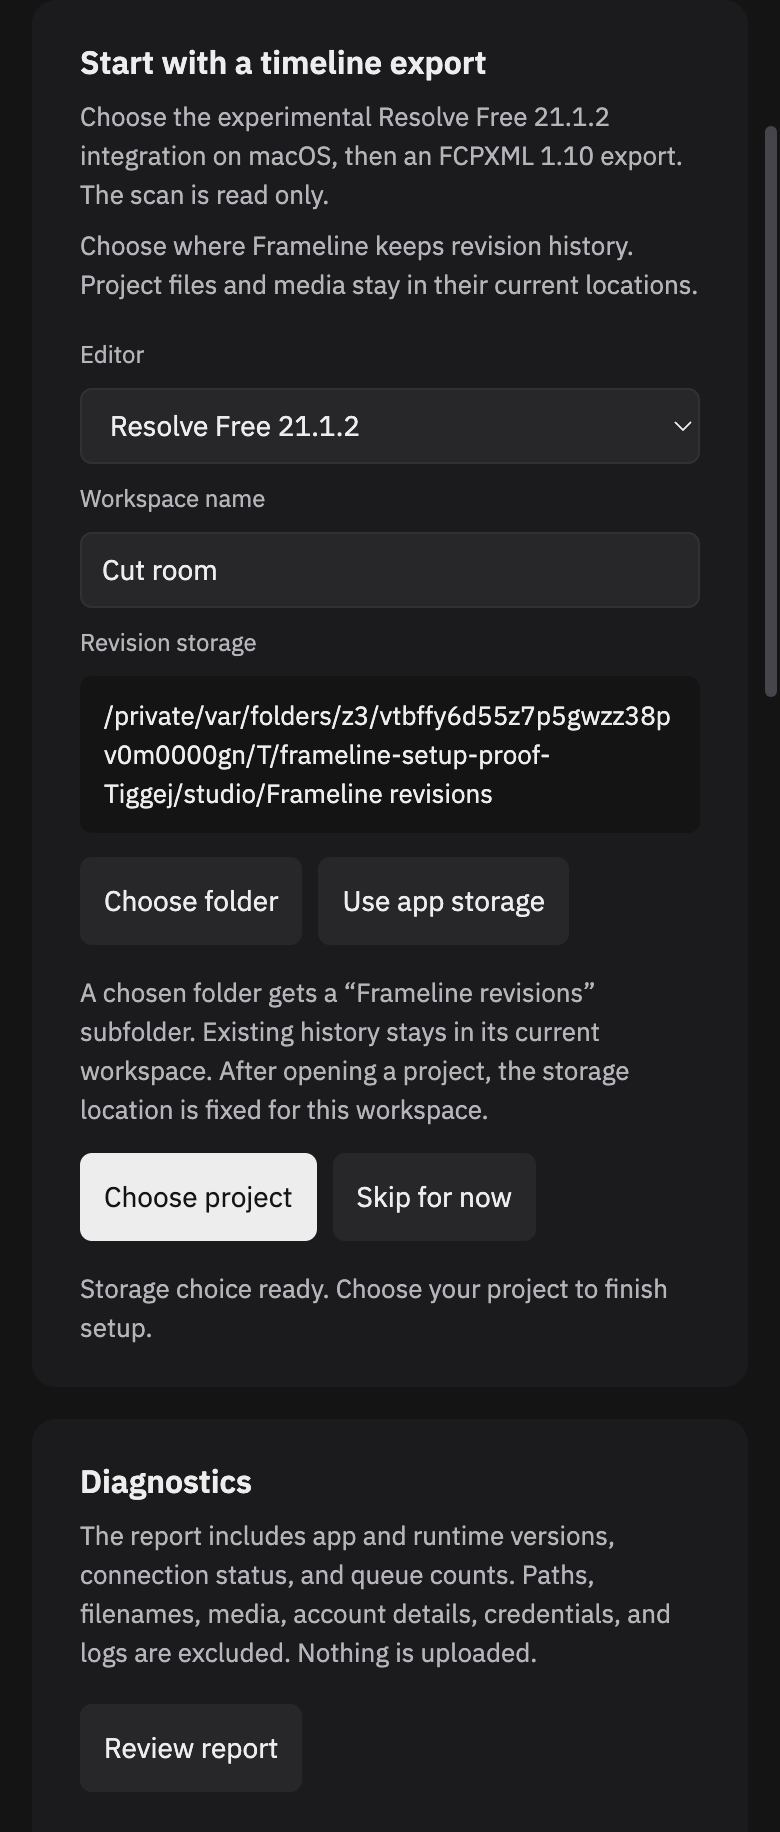 Start with a timeline export
Choose the experimental Resolve Free 21.1.2
integration on macOS, then an FCPXML 1.10 export.
The scan is read only.
Choose where Frameline keeps revision history.
Project files and media stay in their current locations.
Editor
Resolve Free 21.1.2
Workspace name
Cut room
Revision storage
/private/var/folders/z3/vtbffy6d55z7p5gwzz38p
v0m0000gn/T/frameline-setup-proof-
Tiggej/studio/Frameline revisions
Choose folder
Use app storage
A chosen folder gets a “Frameline revisions”
subfolder. Existing history stays in its current
workspace. After opening a project, the storage
location is fixed for this workspace.
Choose project
Skip for now
Storage choice ready. Choose your project to finish
setup.
Diagnostics
The report includes app and runtime versions,
connection status, and queue counts. Paths,
filenames, media, account details, credentials, and
logs are excluded. Nothing is uploaded.
Review report